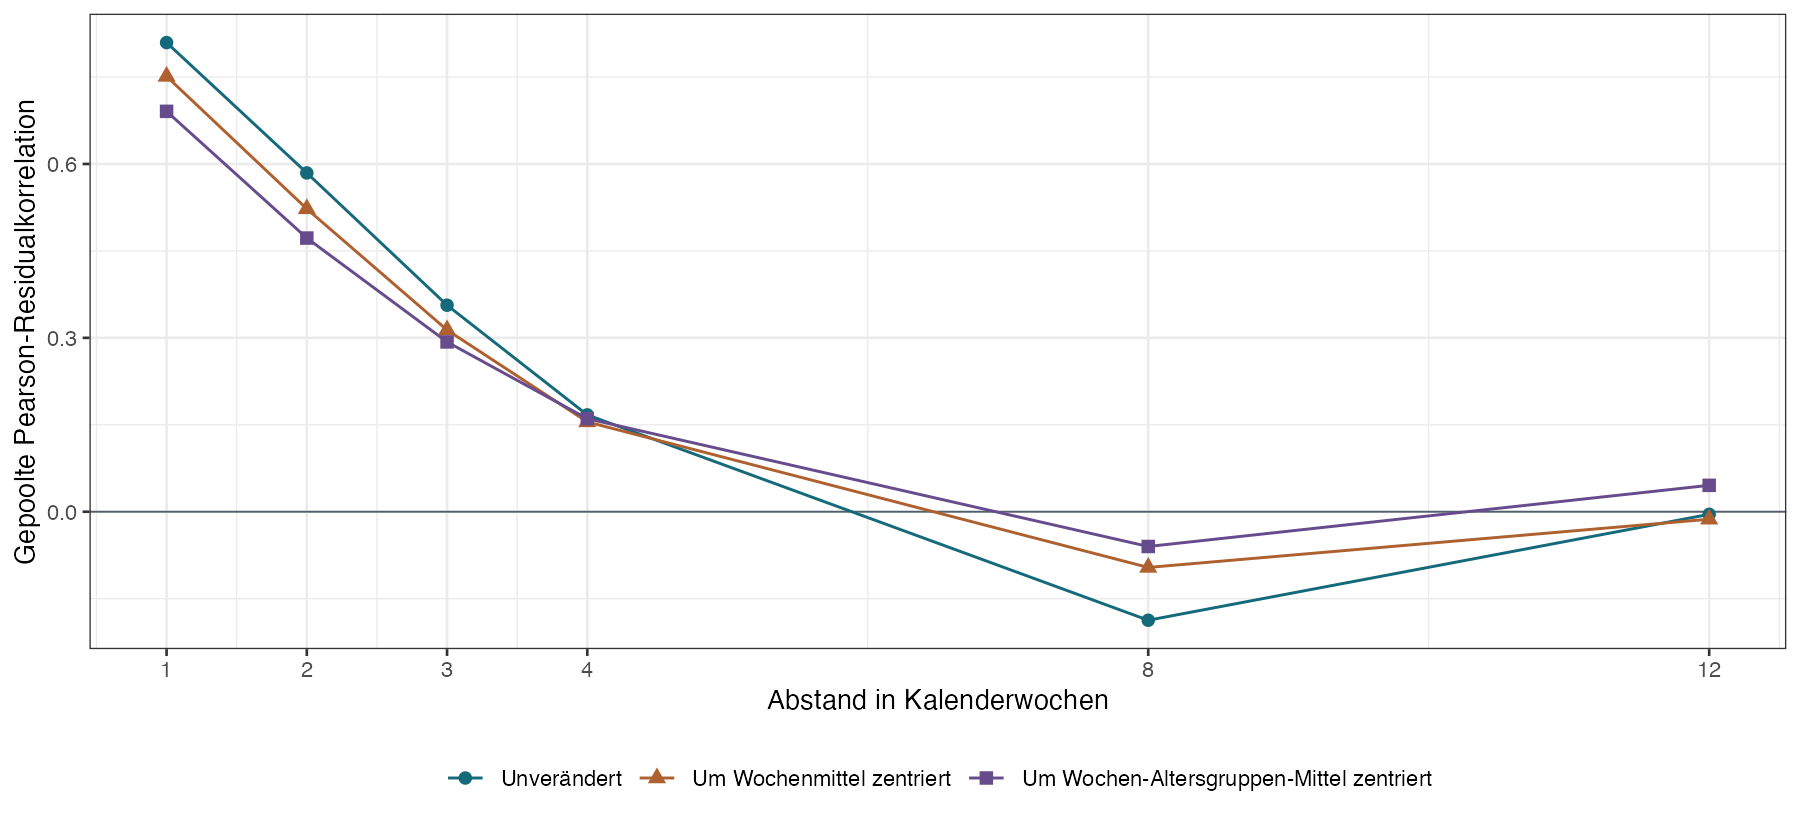 Gepoolte Pearson-Residualkorrelation
0.6
0.3
0.0
1 2 3 4 8 12
Abstand in Kalenderwochen
Unverändert Um Wochenmittel zentriert Um Wochen-Altersgruppen-Mittel zentriert